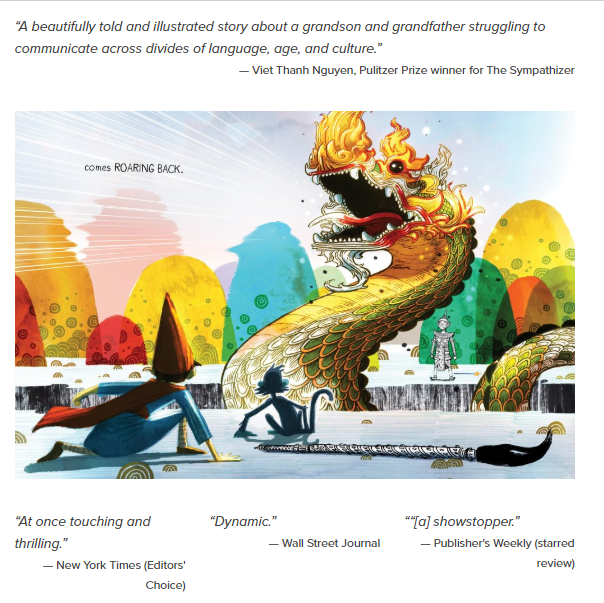 “A beautifully told and illustrated story about a grandson and grandfather struggling to
communicate across divides of language, age, and culture.”
— Viet Thanh Nguyen, Pulitzer Prize winner for The Sympathizer
comes ROARING BACK.
“At once touching and
thrilling.”
— New York Times (Editors'
Choice)
“Dynamic.”
— Wall Street Journal
““[a] showstopper.”
— Publisher's Weekly (starred
review)